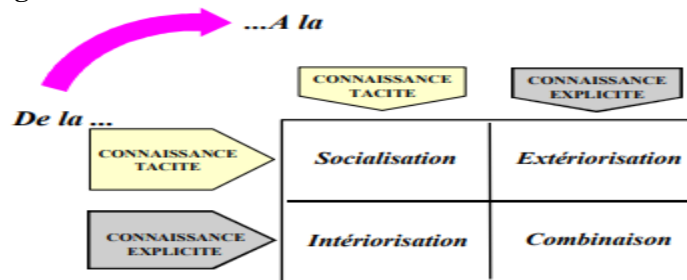 ...A la
CONNAISSANCE
TACITE
CONNAISSANCE
EXPLICITE
De la ...
CONNAISSANCE
TACITE
Socialisation
Extériorisation
CONNAISSANCE
EXPLICITE
Intériorisation
Combinaison